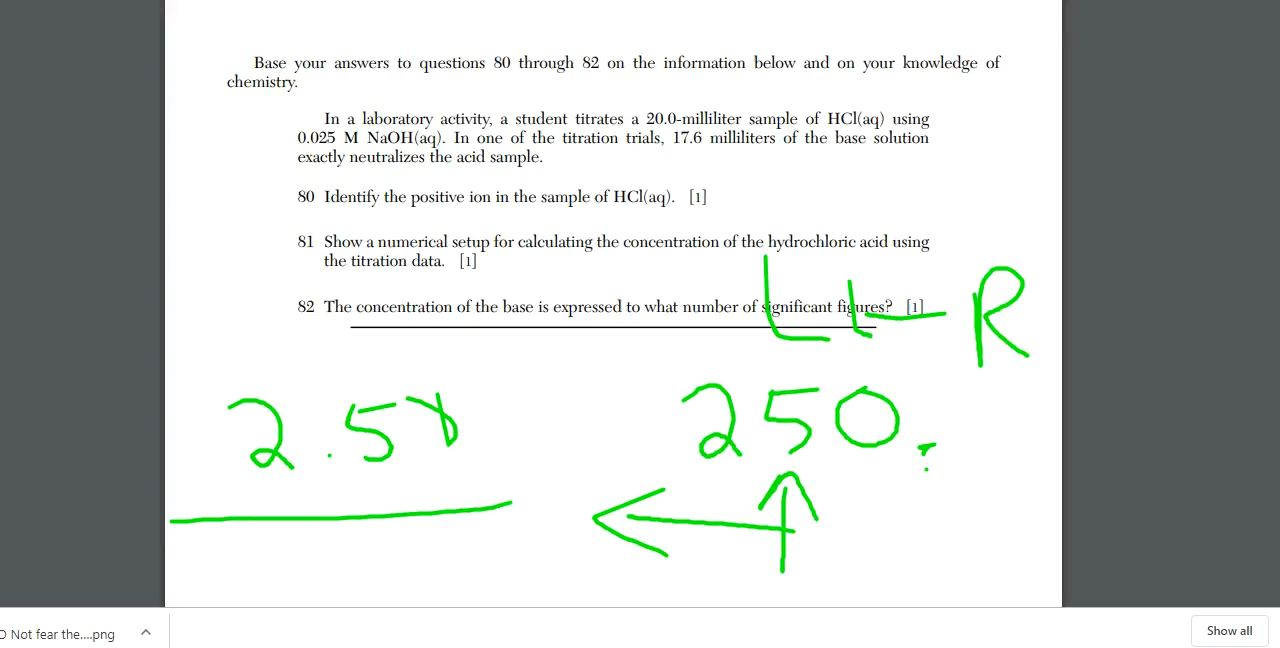 Base your answers to questions 80 through 82 on the information below and on your knowledge of
chemistry.
In a laboratory activity, a student titrates a 20.0-milliliter sample of HCl(aq) using
0.025 M NaOH(aq). In one of the titration trials, 17.6 milliliters of the base solution
exactly neutralizes the acid sample.
80 Identify the positive ion in the sample of HCl(aq). [1]
81 Show a numerical setup for calculating the concentration of the hydrochloric acid using
the titration data. [1]
82 The concentration of the base is expressed to what number of significant figures? [1]
L L R
2.5
250.
Not fear the....png
Show all